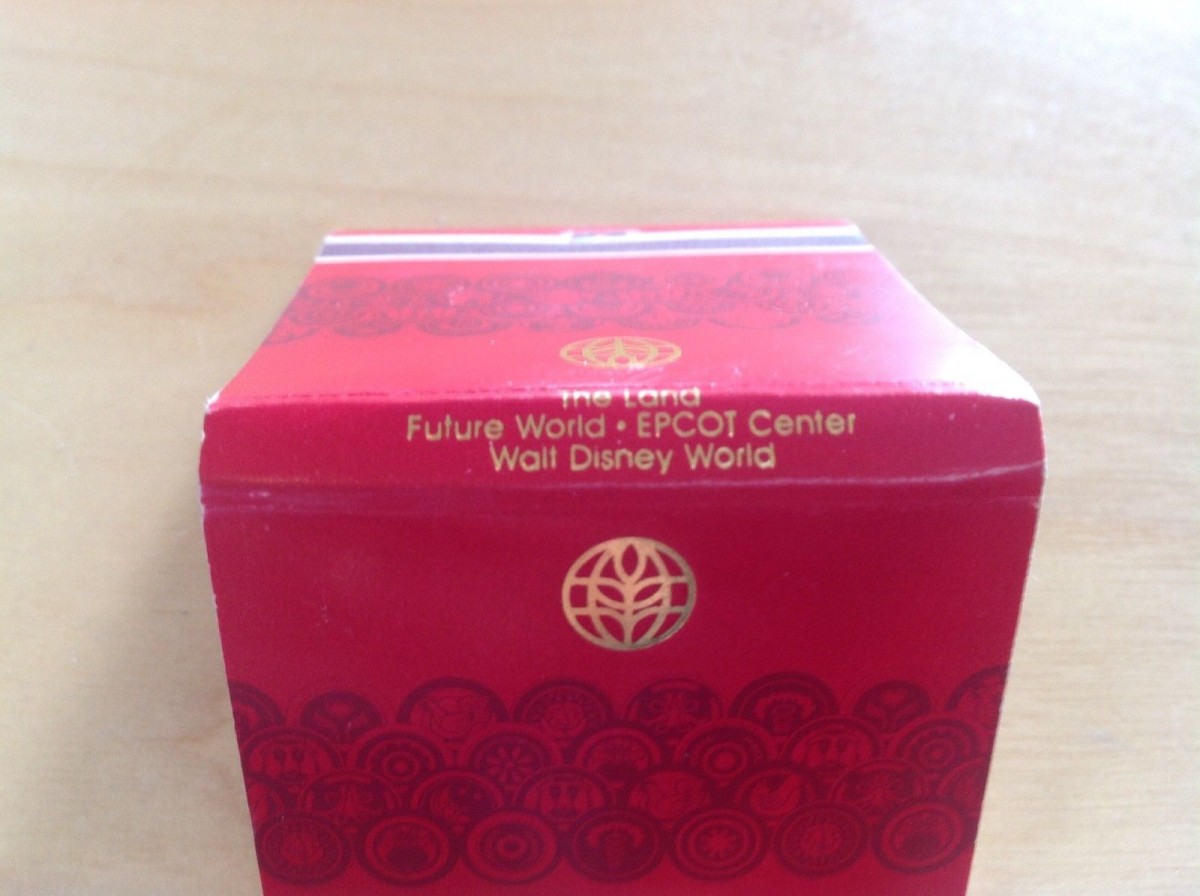 The Land
Future World • EPCOT Center
Walt Disney World